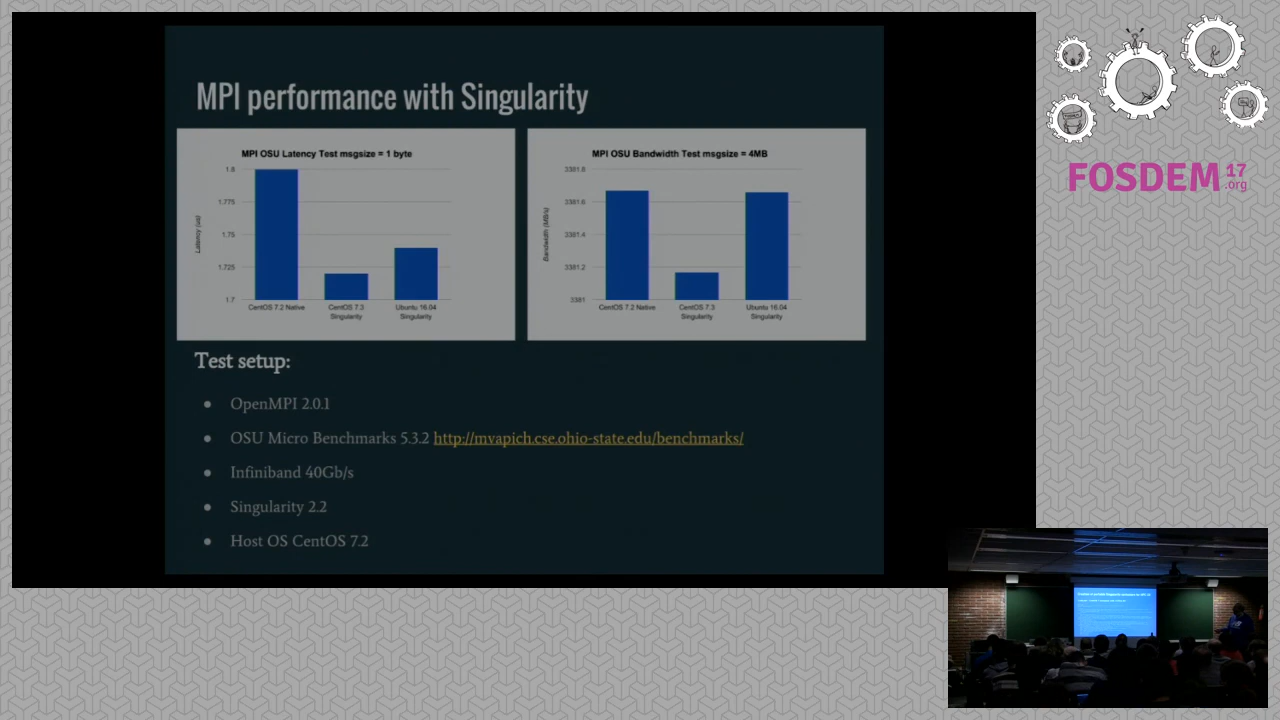 MPI performance with Singularity
MPI OSU Latency Test msgsize = 1 byte
1.8
1.775
1.75
1.725
1.7
Latency (us)
CentOS 7.2 Native
CentOS 7.3
Singularity
Ubuntu 16.04
Singularity
MPI OSU Bandwidth Test msgsize = 4MB
3381.8
3381.6
3381.4
3381.2
3381
Bandwidth (MB/s)
CentOS 7.2 Native
CentOS 7.3
Singularity
Ubuntu 16.04
Singularity
Test setup:
● OpenMPI 2.0.1
● OSU Micro Benchmarks 5.3.2 http://mvapich.cse.ohio-state.edu/benchmarks/
● Infiniband 40Gb/s
● Singularity 2.2
● Host OS CentOS 7.2
FOSDEM 17
.org